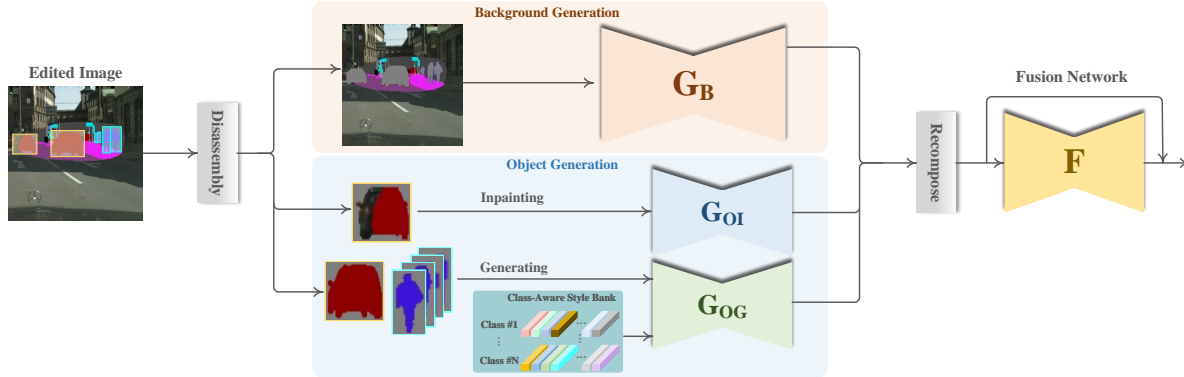 Background Generation
Edited Image
G_B
Fusion Network
Disassembly
Recompose
F
Object Generation
Inpainting
G_OI
Generating
G_OG
Class-Aware Style Bank
Class #1
...
⋮
⋮
Class #N
...